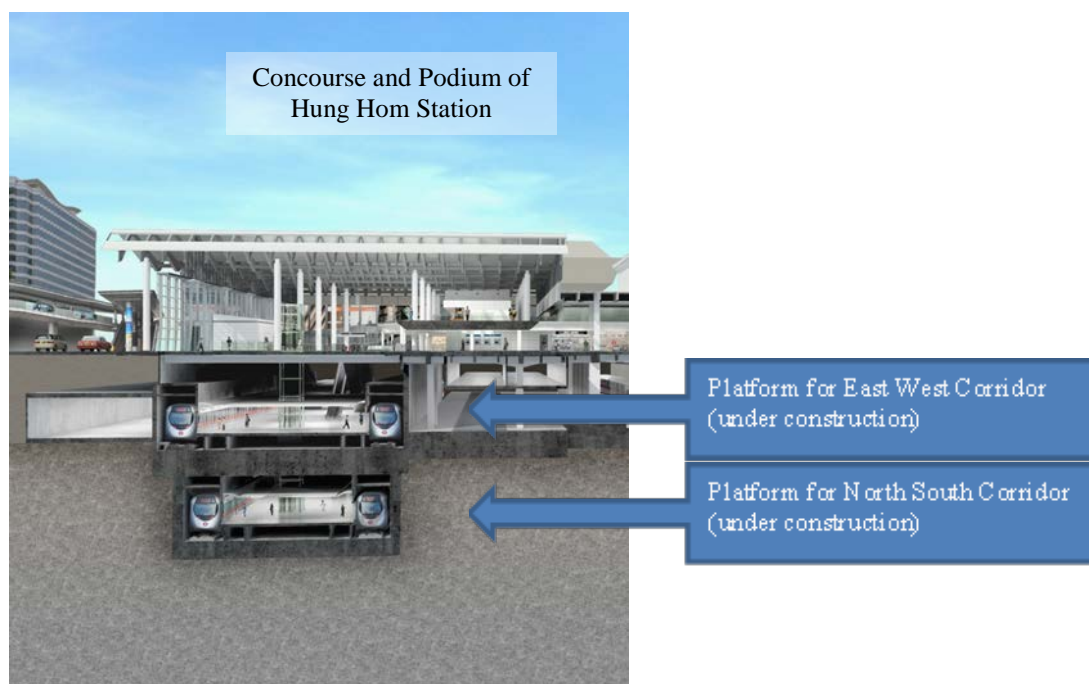 Concourse and Podium of
Hung Hom Station
Platform for East West Corridor
(under construction)
Platform for North South Corridor
(under construction)